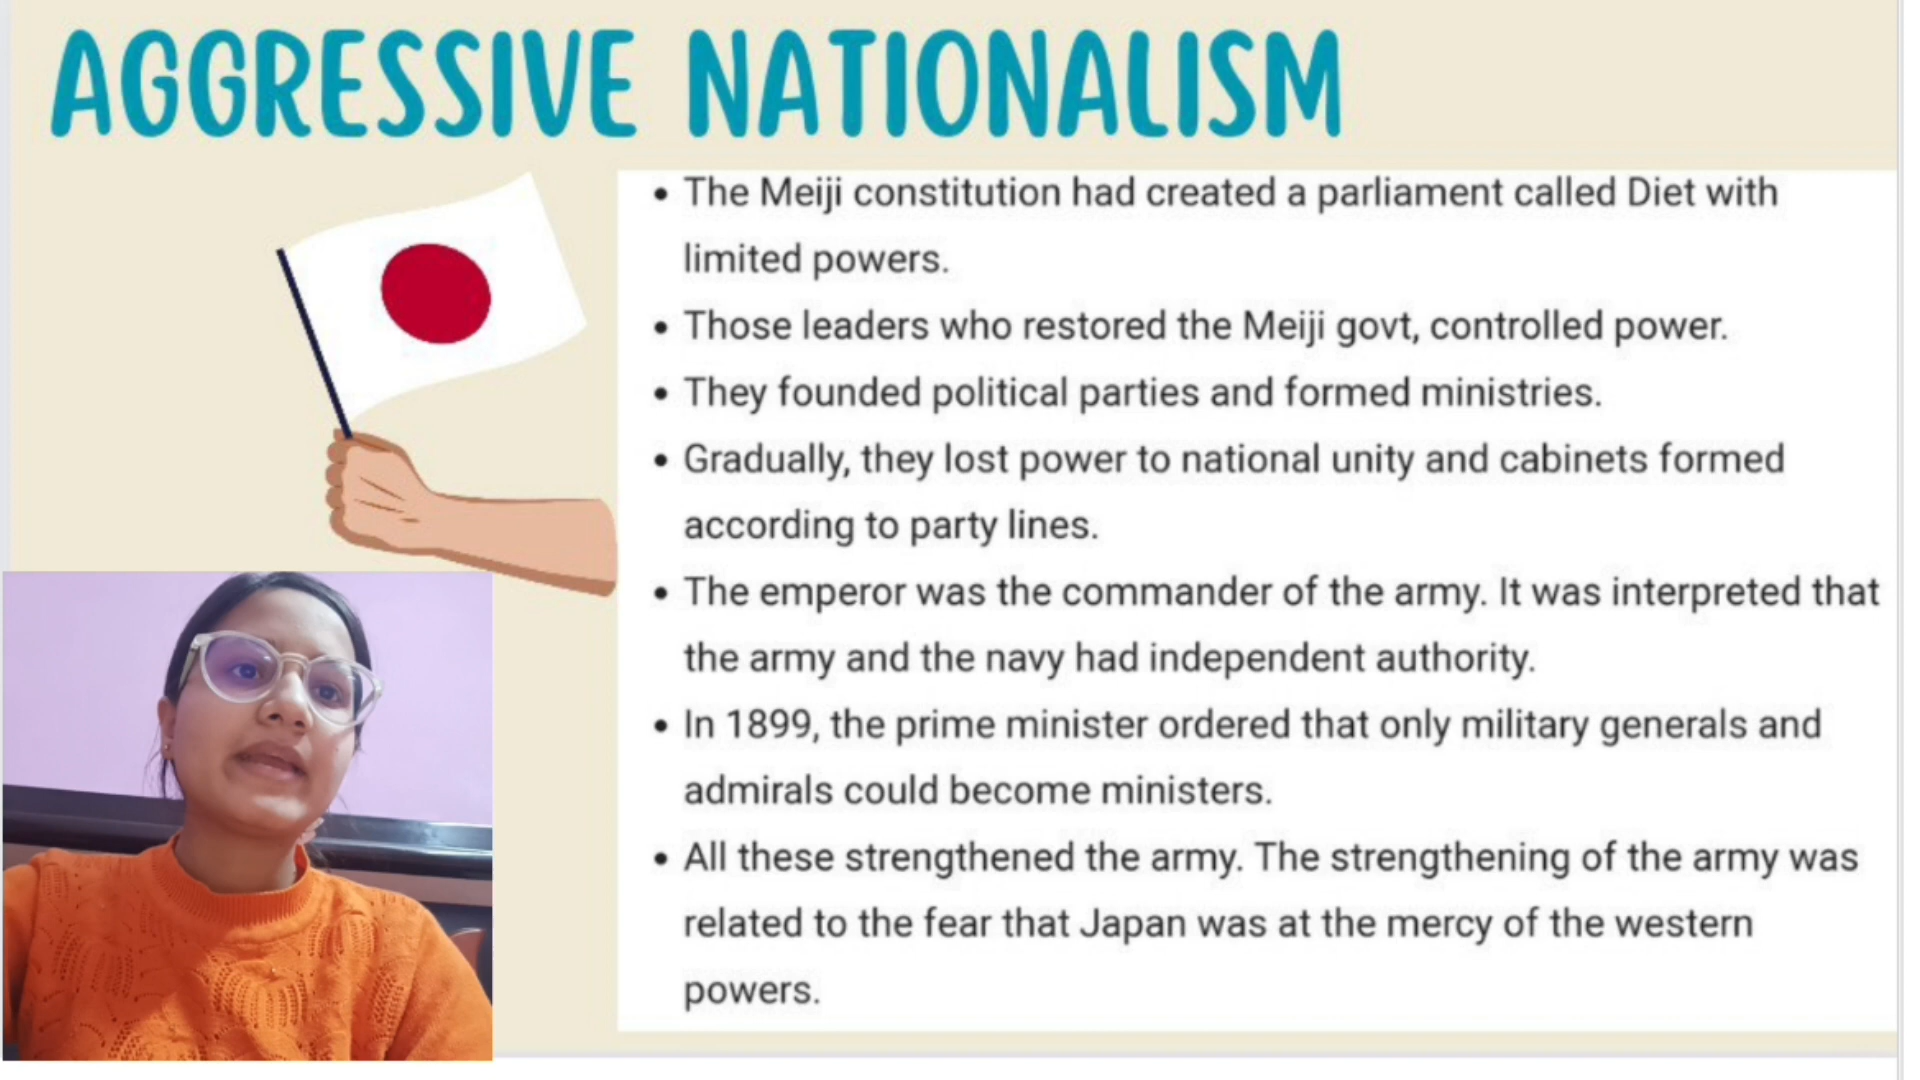 AGGRESSIVE NATIONALISM
• The Meiji constitution had created a parliament called Diet with
limited powers.
• Those leaders who restored the Meiji govt, controlled power.
• They founded political parties and formed ministries.
• Gradually, they lost power to national unity and cabinets formed
according to party lines.
• The emperor was the commander of the army. It was interpreted that
the army and the navy had independent authority.
• In 1899, the prime minister ordered that only military generals and
admirals could become ministers.
• All these strengthened the army. The strengthening of the army was
related to the fear that Japan was at the mercy of the western
powers.